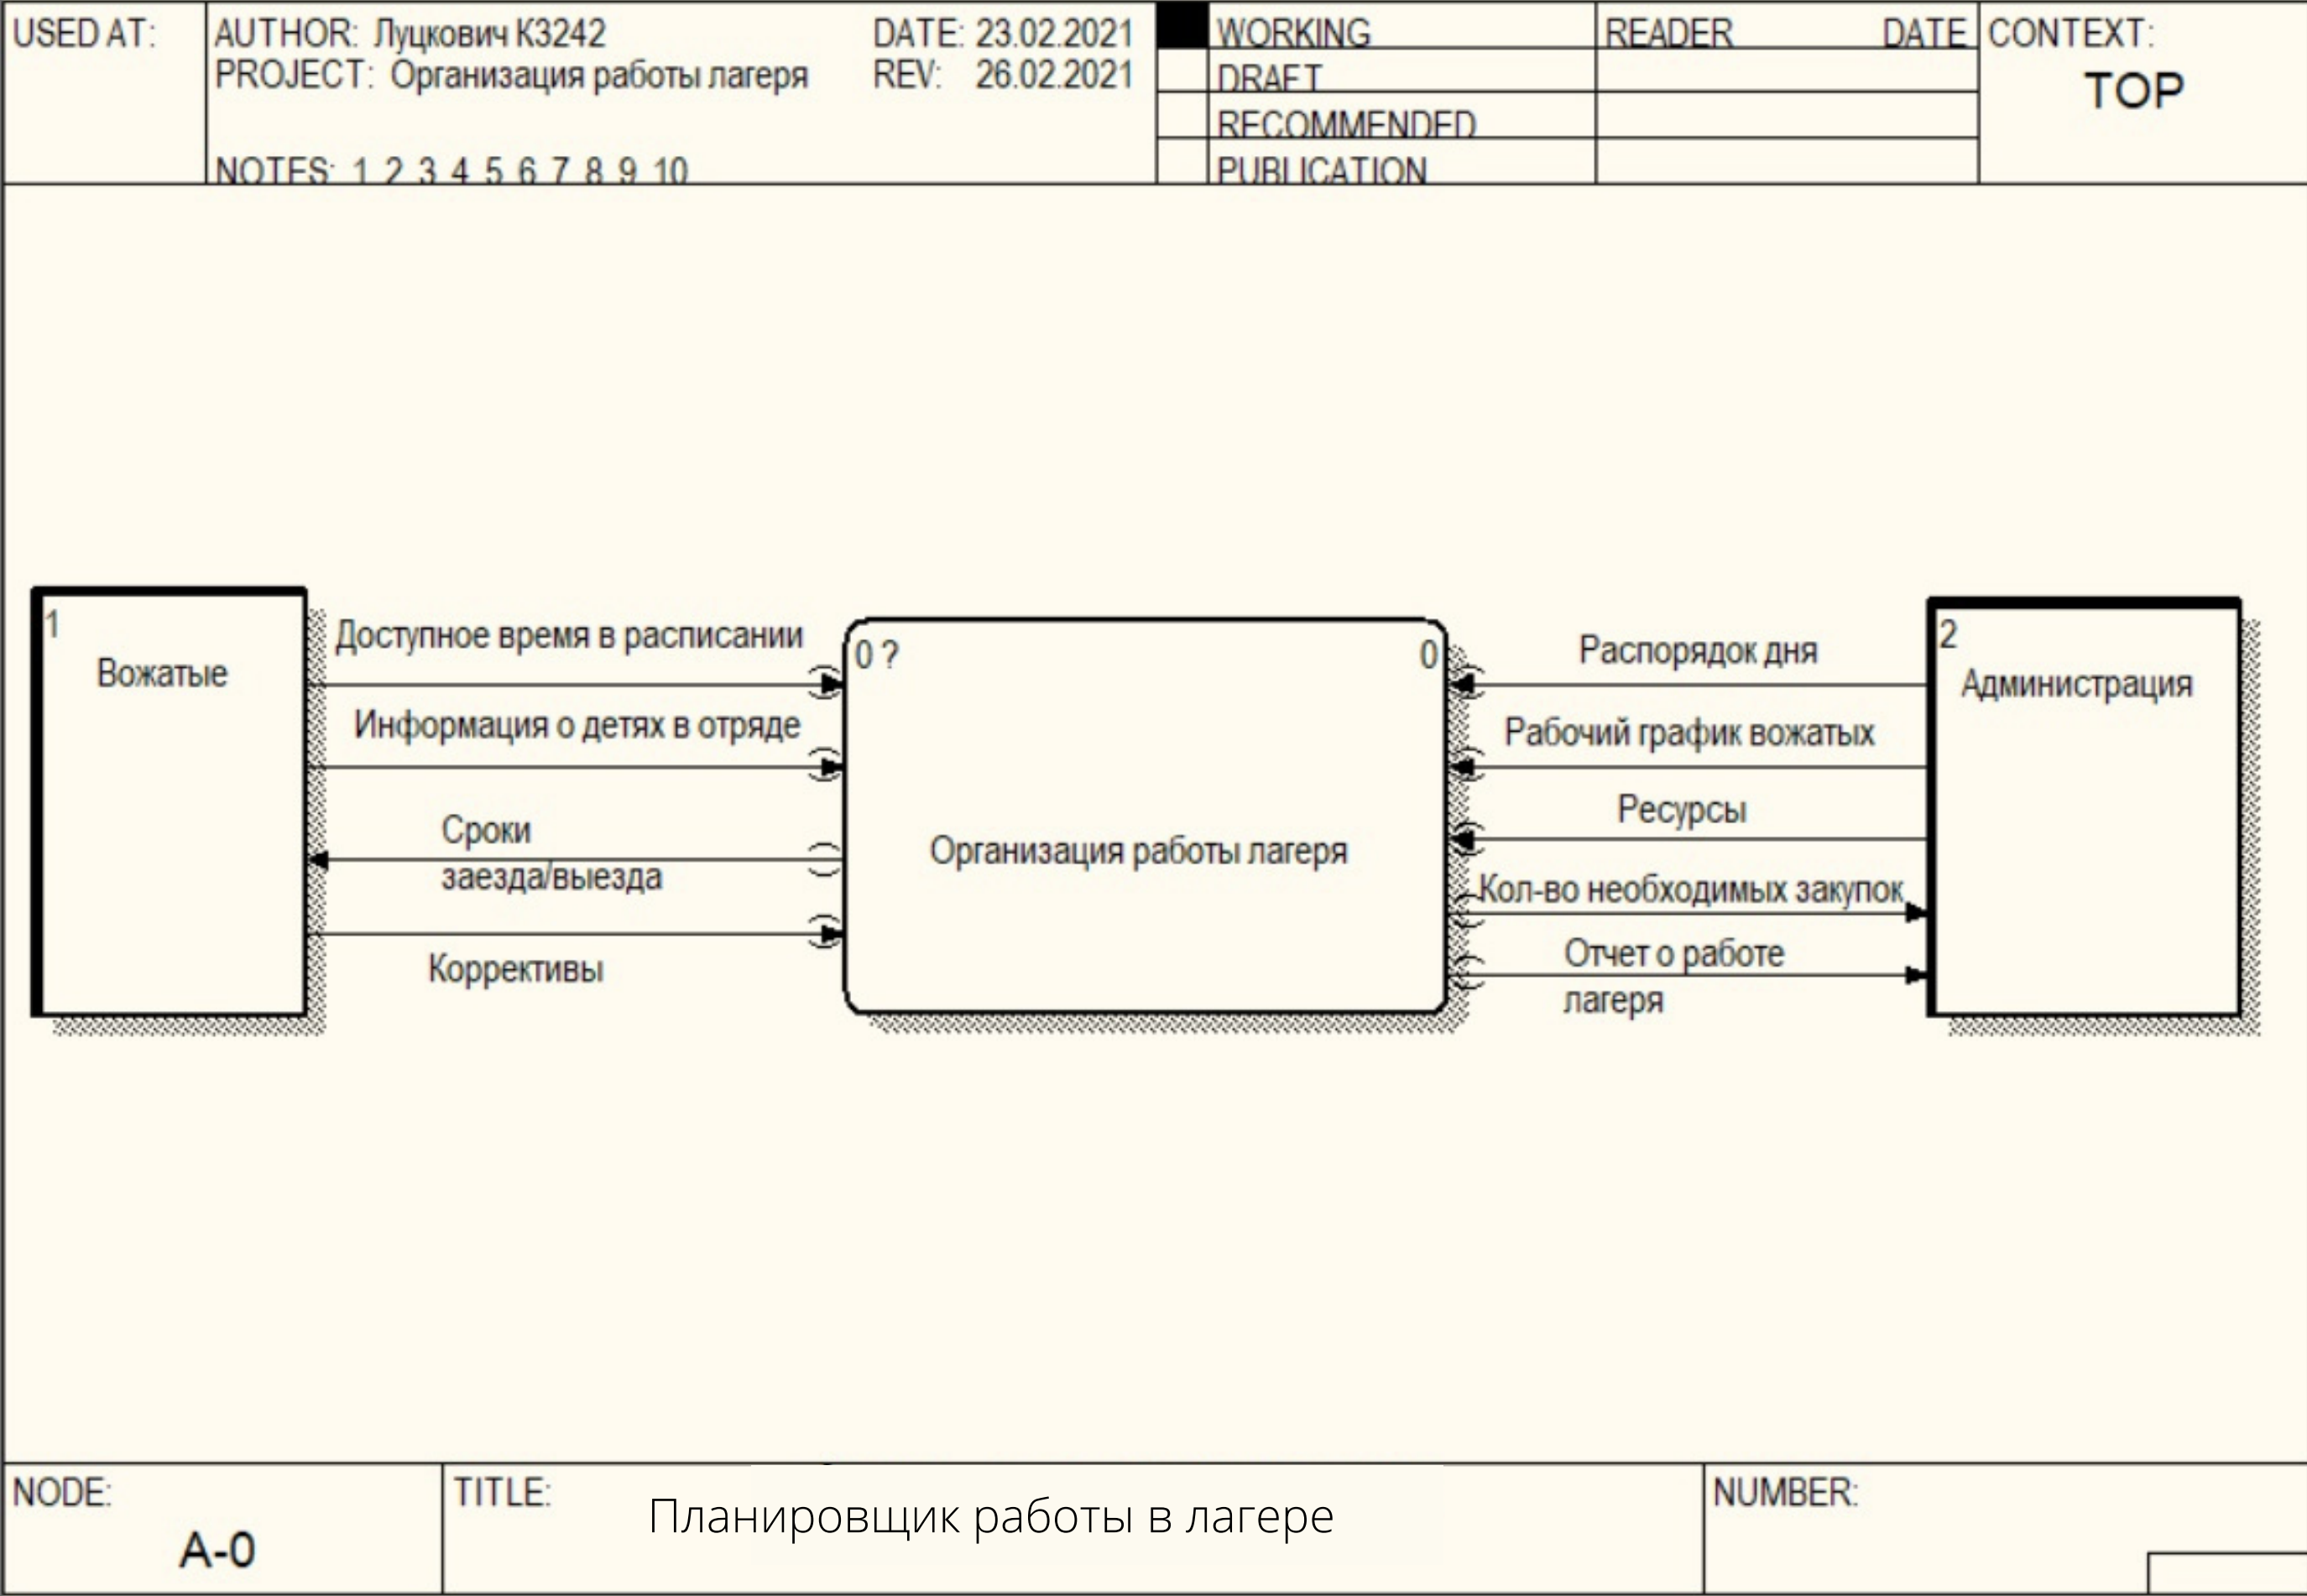 USED AT:
AUTHOR: Луцкович К3242
DATE: 23.02.2021
PROJECT: Организация работы лагеря
REV: 26.02.2021
NOTES: 1 2 3 4 5 6 7 8 9 10
WORKING
DRAFT
RECOMMENDED
PUBLICATION
READER DATE
CONTEXT:
TOP
1
Вожатые
Доступное время в расписании
Информация о детях в отряде
Сроки
заезда/выезда
Коррективы
0 ?
0
Организация работы лагеря
Распорядок дня
Рабочий график вожатых
Ресурсы
Кол-во необходимых закупок
Отчет о работе
лагеря
2
Администрация
NODE:
A-0
TITLE:
Планировщик работы в лагере
NUMBER: